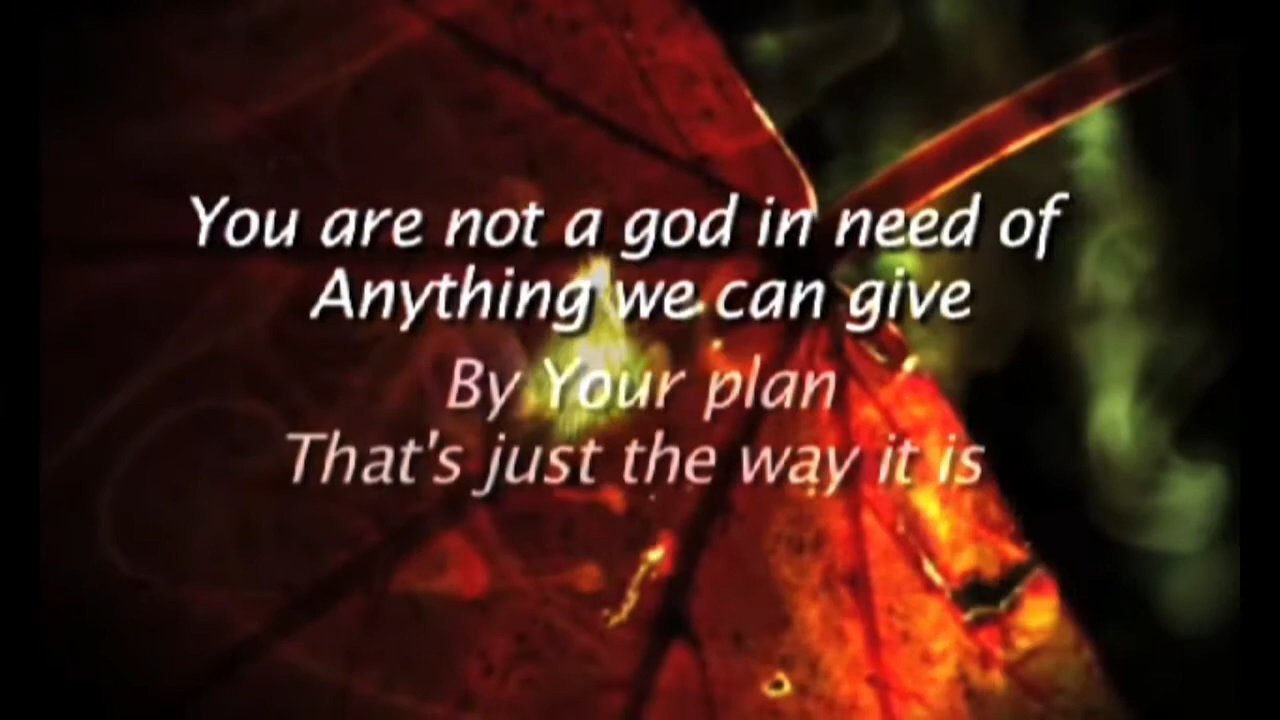 You are not a god in need of
Anything we can give
By Your plan
That's just the way it is